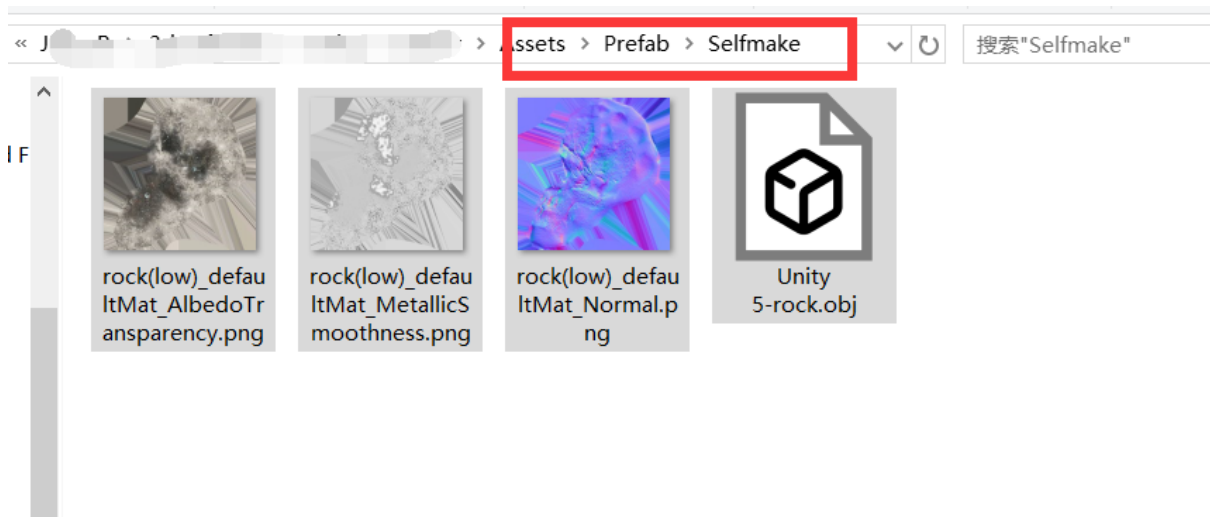 « J > Assets > Prefab > Selfmake 搜索"Selfmake"
d F
rock(low)_defau rock(low)_defau rock(low)_defau Unity
ltMat_AlbedoTr ltMat_MetallicS ltMat_Normal.p 5-rock.obj
ansparency.png moothness.png ng